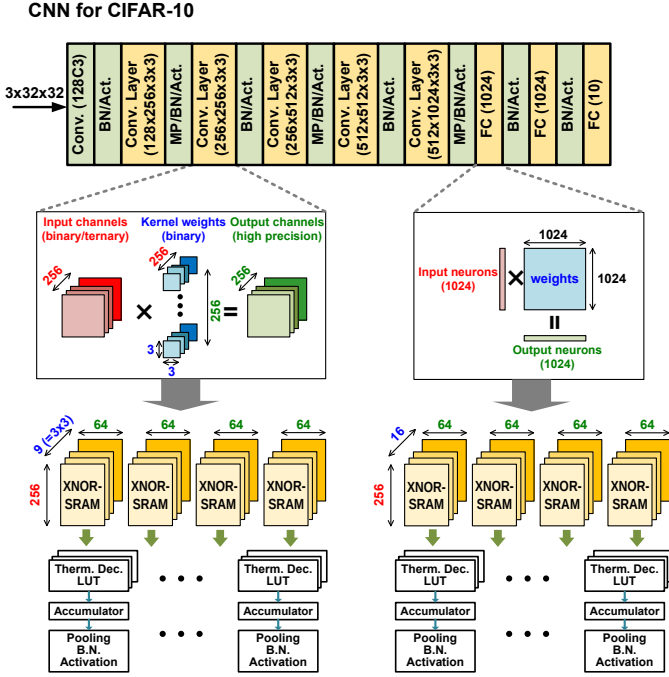 CNN for CIFAR-10
3x32x32
Conv. (128C3)
BN/Act.
Conv. Layer
(128x256x3x3)
MP/BN/Act.
Conv. Layer
(256x256x3x3)
BN/Act.
Conv. Layer
(256x512x3x3)
MP/BN/Act.
Conv. Layer
(512x512x3x3)
BN/Act.
Conv. Layer
(512x1024x3x3)
MP/BN/Act.
FC (1024)
BN/Act.
FC (1024)
BN/Act.
FC (10)
Input channels
(binary/ternary)
Kernel weights
(binary)
Output channels
(high precision)
256
×
256
3
3
256
=
256
Input neurons
(1024)
×
1024
weights
1024
=
Output neurons
(1024)
9 (=3x3)
64
64
64
64
256
XNOR-
SRAM
XNOR-
SRAM
XNOR-
SRAM
XNOR-
SRAM
Therm. Dec.
LUT
• • •
Therm. Dec.
LUT
Accumulator
Accumulator
Pooling
B.N.
Activation
• • •
Pooling
B.N.
Activation
16
64
64
64
64
256
XNOR-
SRAM
XNOR-
SRAM
XNOR-
SRAM
XNOR-
SRAM
Therm. Dec.
LUT
• • •
Therm. Dec.
LUT
Accumulator
Accumulator
Pooling
B.N.
Activation
• • •
Pooling
B.N.
Activation